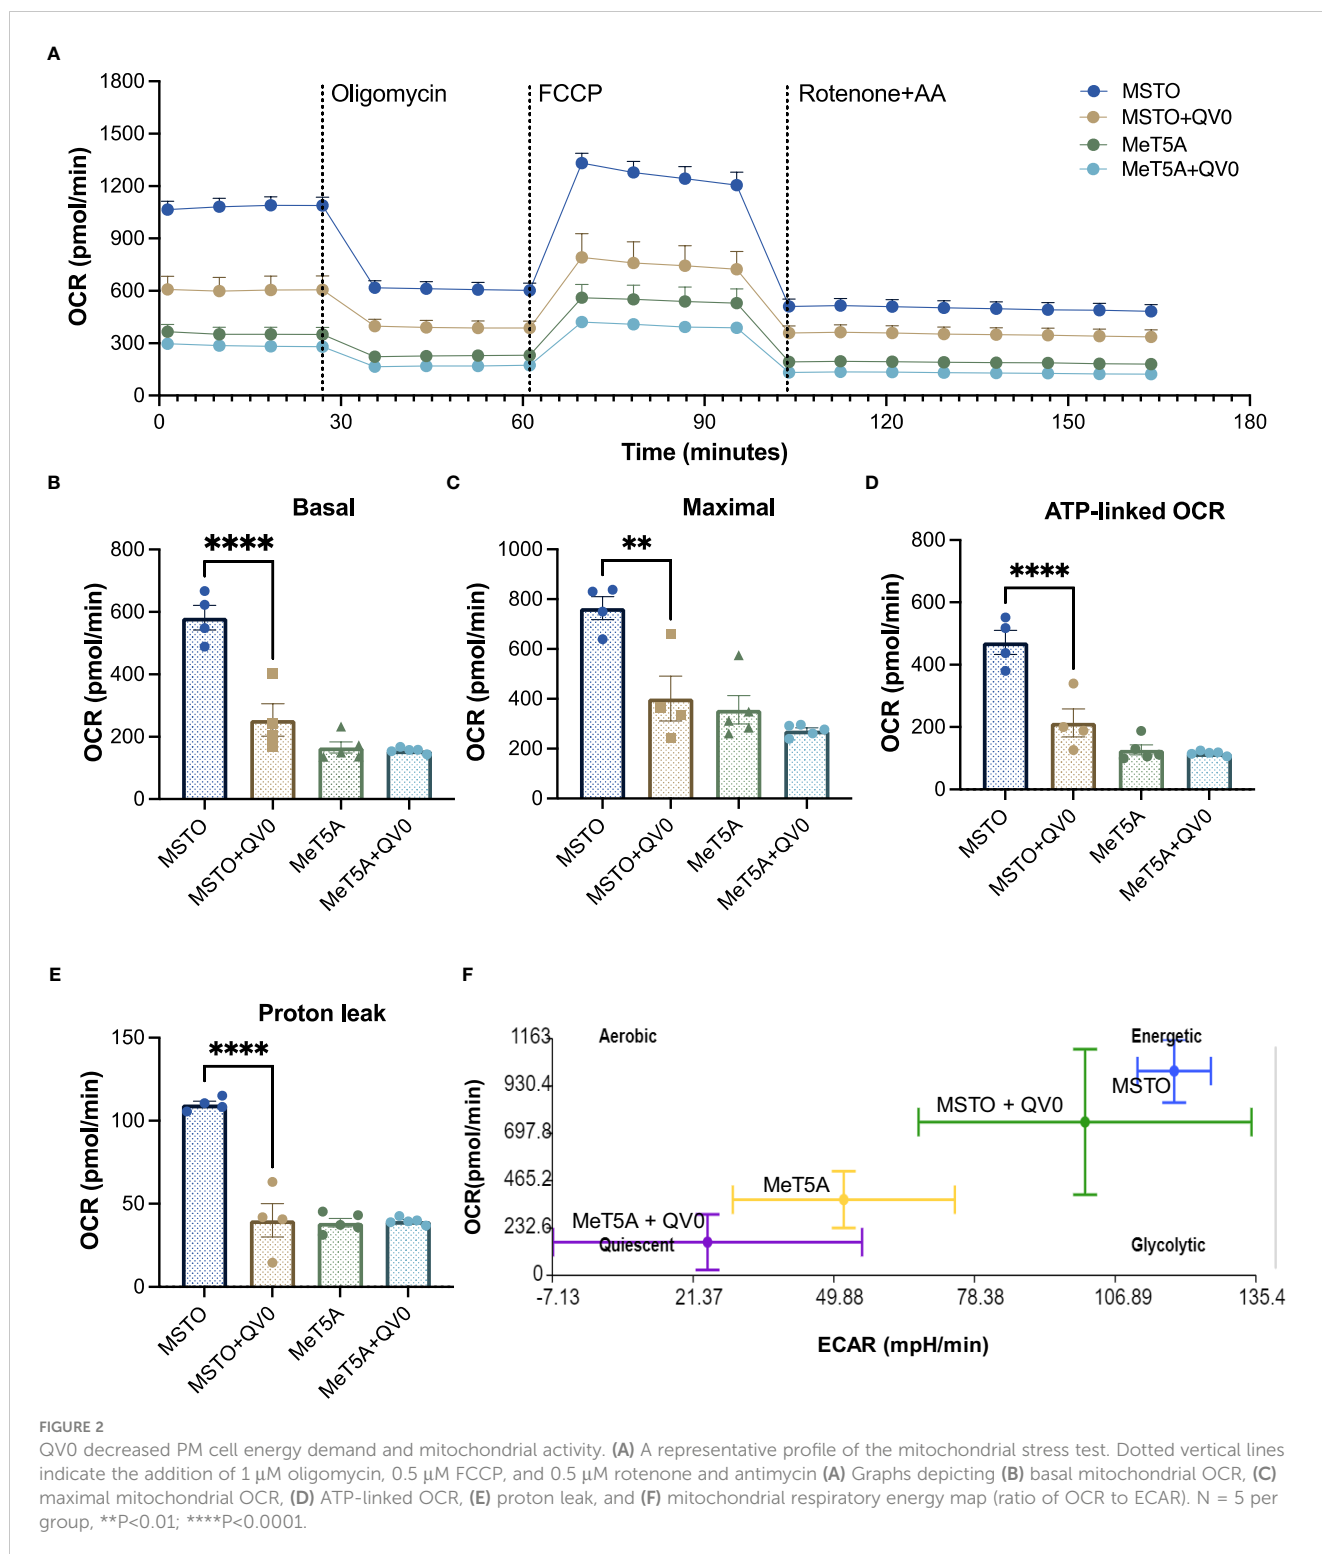 A
1800
1500
1200
900
600
300
0
OCR (pmol/min)
Oligomycin
FCCP
Rotenone+AA
MSTO
MSTO+QV0
MeT5A
MeT5A+QV0
0 30 60 90 120 150 180
Time (minutes)
B
Basal
800
600
400
200
0
OCR (pmol/min)
****
MSTO
MSTO+QV0
MeT5A
MeT5A+QV0
C
Maximal
1000
800
600
400
200
0
OCR (pmol/min)
**
MSTO
MSTO+QV0
MeT5A
MeT5A+QV0
D
ATP-linked OCR
800
600
400
200
0
OCR (pmol/min)
****
MSTO
MSTO+QV0
MeT5A
MeT5A+QV0
E
Proton leak
150
100
50
0
OCR (pmol/min)
****
MSTO
MSTO+QV0
MeT5A
MeT5A+QV0
F
1163
930.4
697.8
465.2
232.6
0
OCR(pmol/min)
Aerobic
Energetic
MSTO
MSTO + QV0
MeT5A
MeT5A + QV0
Quiescent
Glycolytic
-7.13 21.37 49.88 78.38 106.89 135.4
ECAR (mpH/min)
FIGURE 2
QV0 decreased PM cell energy demand and mitochondrial activity. (A) A representative profile of the mitochondrial stress test. Dotted vertical lines
indicate the addition of 1 μM oligomycin, 0.5 μM FCCP, and 0.5 μM rotenone and antimycin (A) Graphs depicting (B) basal mitochondrial OCR, (C)
maximal mitochondrial OCR, (D) ATP-linked OCR, (E) proton leak, and (F) mitochondrial respiratory energy map (ratio of OCR to ECAR). N = 5 per
group, **P<0.01; ****P<0.0001.